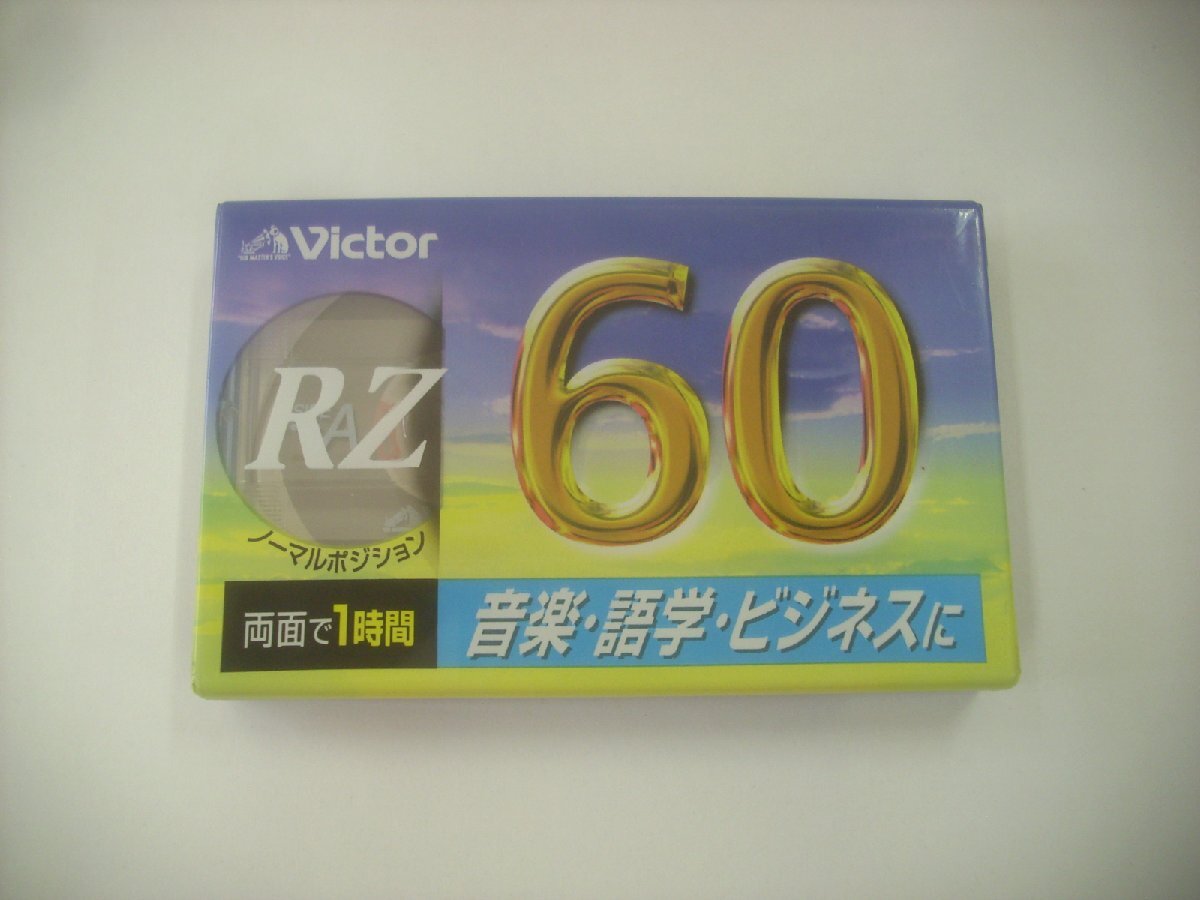 Victor
"HIS MASTER'S VOICE"
RZ
60
ノーマルポジション
両面で1時間
音楽・語学・ビジネスに